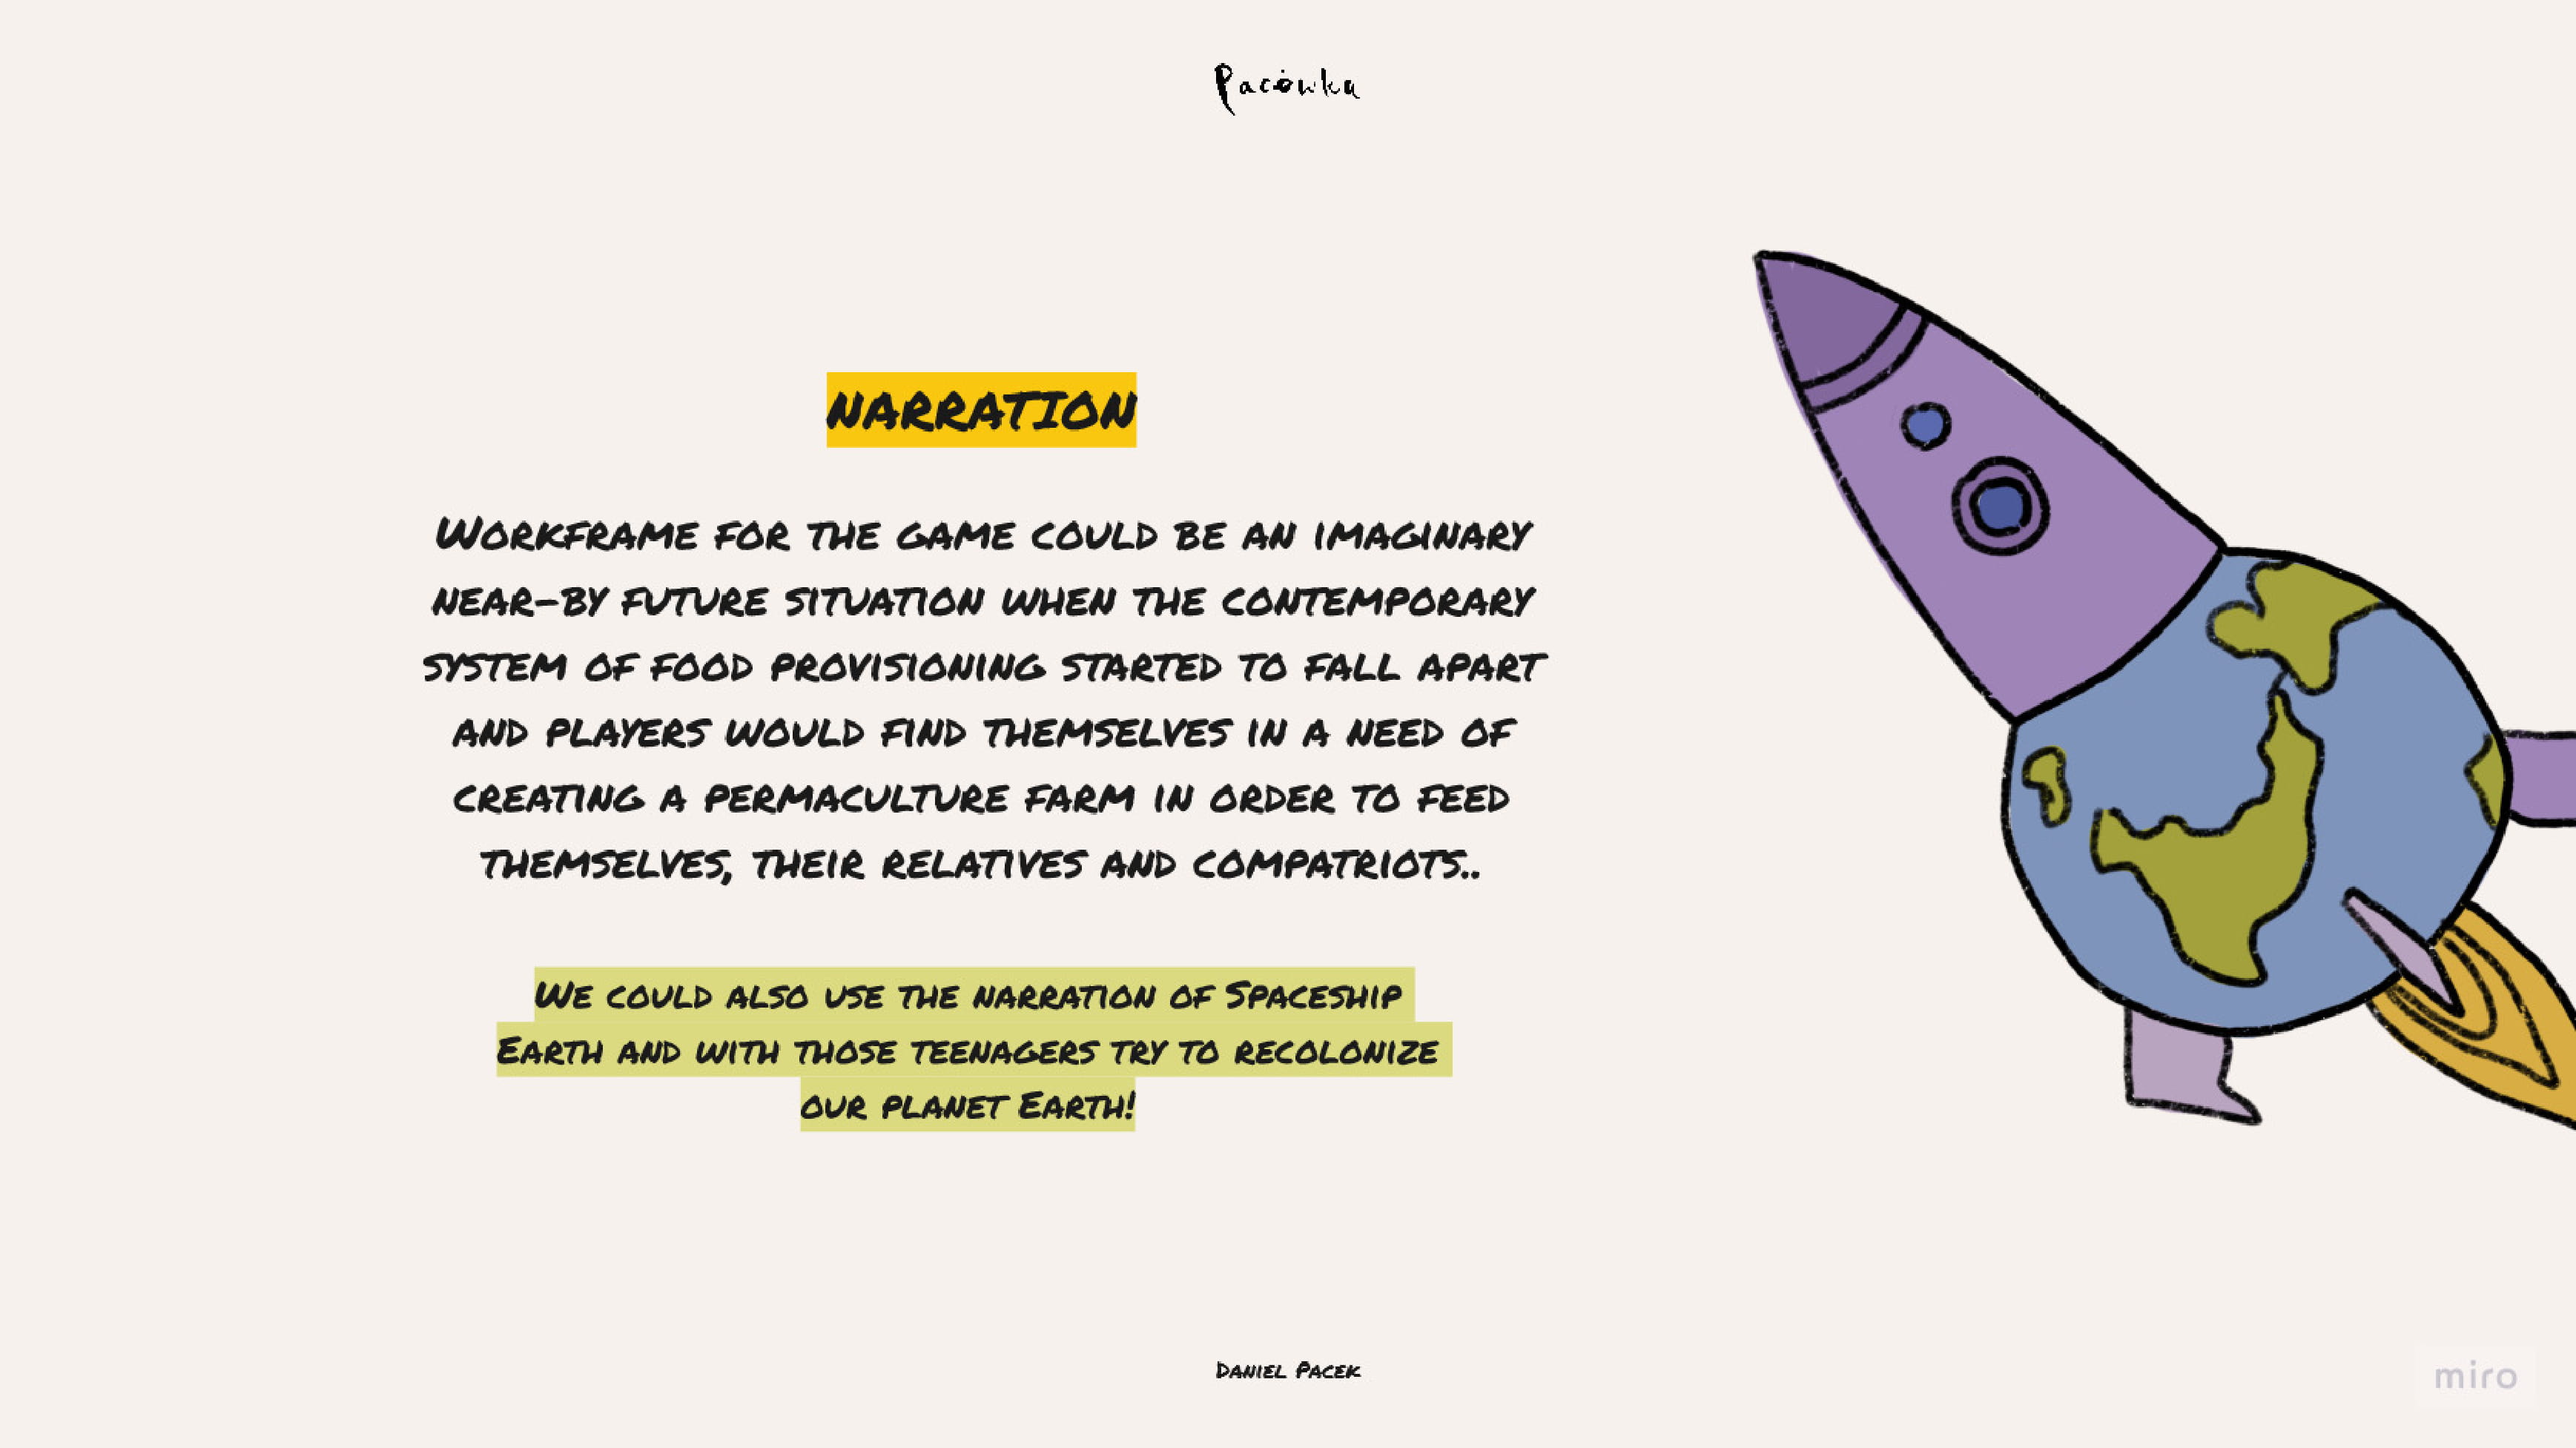 Pacówka
NARRATION
Workframe for the game could be an imaginary
near-by future situation when the contemporary
system of food provisioning started to fall apart
and players would find themselves in a need of
creating a permaculture farm in order to feed
themselves, their relatives and compatriots..
We could also use the narration of Spaceship
Earth and with those teenagers try to recolonize
our planet Earth!
Daniel Pacek
miro